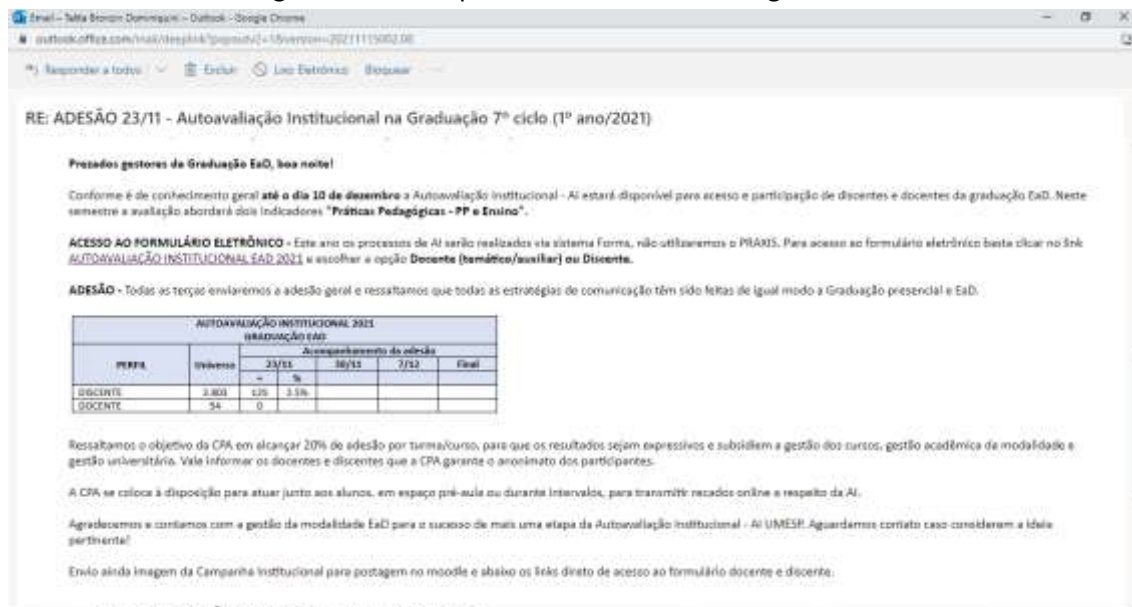 Email – Talita Bronzin Dominiquini – Outlook - Google Chrome
outlook.office.com/mail/deeplink?popoutv2=1&version=20211115002.08
Responder a todos Excluir Lixo Eletrônico Bloquear ...
RE: ADESÃO 23/11 - Autoavaliação Institucional na Graduação 7º ciclo (1º ano/2021)
Prezados gestores da Graduação EaD, boa noite!
Conforme é de conhecimento geral até o dia 10 de dezembro a Autoavaliação Institucional - AI estará disponível para acesso e participação de discentes e docentes da graduação EaD. Neste
semestre a avaliação abordará dois indicadores "Práticas Pedagógicas - PP e Ensino".
ACESSO AO FORMULÁRIO ELETRÔNICO - Este ano os processos de AI serão realizados via sistema Forms, não utilizaremos o PRAXIS. Para acesso ao formulário eletrônico basta clicar no link
AUTOAVALIAÇÃO INSTITUCIONAL EAD 2021 e escolher a opção Docente (temático/auxiliar) ou Discente.
ADESÃO - Todas as terças enviaremos a adesão geral e ressaltamos que todas as estratégias de comunicação têm sido feitas de igual modo a Graduação presencial e EaD.
AUTOAVALIAÇÃO INSTITUCIONAL 2021
GRADUAÇÃO EAD
PERFIL Universo Acompanhamento da adesão
23/11 30/11 7/12 Final
%
DISCENTE 125 3.5%
DOCENTE 54 0
Ressaltamos o objetivo da CPA em alcançar 20% de adesão por turma/curso, para que os resultados sejam expressivos e subsidiem a gestão dos cursos, gestão acadêmica da modalidade e
gestão universitária. Vale informar os docentes e discentes que a CPA garante o anonimato dos participantes.
A CPA se coloca à disposição para atuar junto aos alunos, em espaço pré-aula ou durante intervalos, para transmitir recados online a respeito da AI.
Agradecemos e contamos com a gestão da modalidade EaD para o sucesso de mais uma etapa da Autoavaliação Institucional - AI UMESP. Aguardamos contato caso considerem a ideia
pertinente!
Envio ainda imagem da Campanha Institucional para postagem no moodle e abaixo os links direto de acesso ao formulário docente e discente.